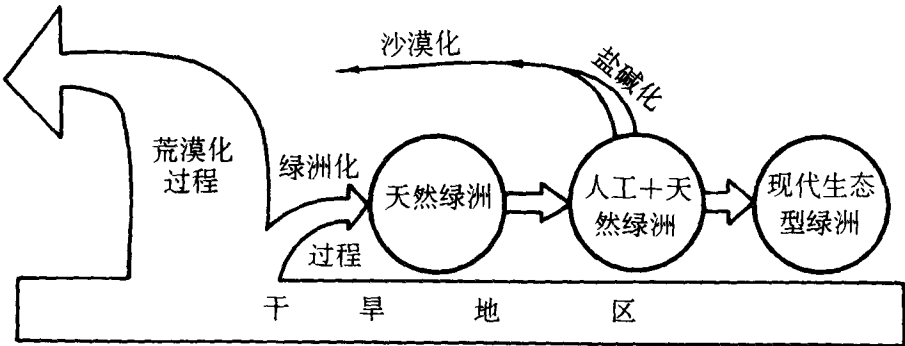 沙漠化
盐碱化
荒漠化
过程
绿洲化
过程
天然绿洲
人工+天
然绿洲
现代生态
型绿洲
干旱地区